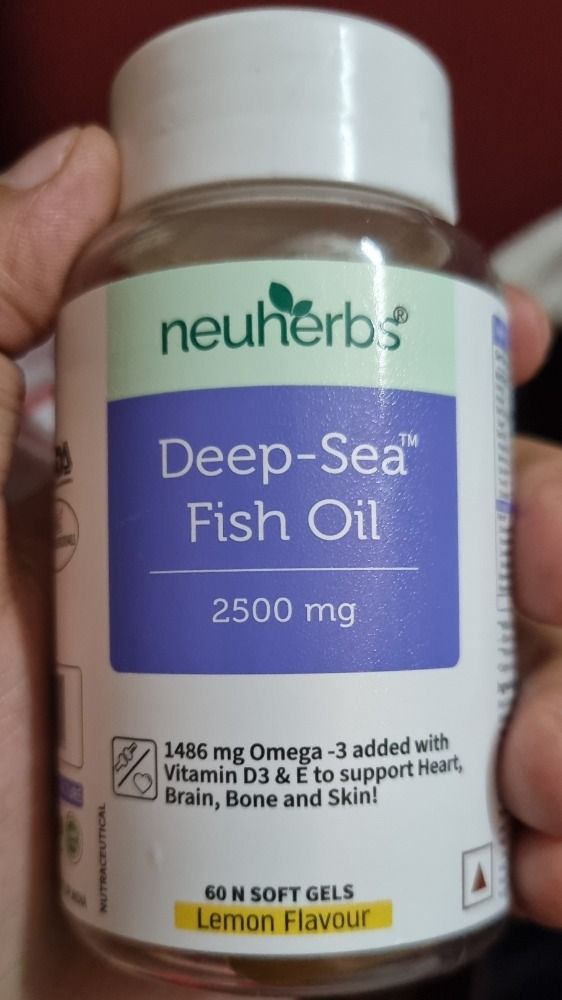 neuherbs®
Deep-Sea™
Fish Oil
2500 mg
1486 mg Omega -3 added with
Vitamin D3 & E to support Heart,
Brain, Bone and Skin!
NUTRACEUTICAL
60 N SOFT GELS
Lemon Flavour